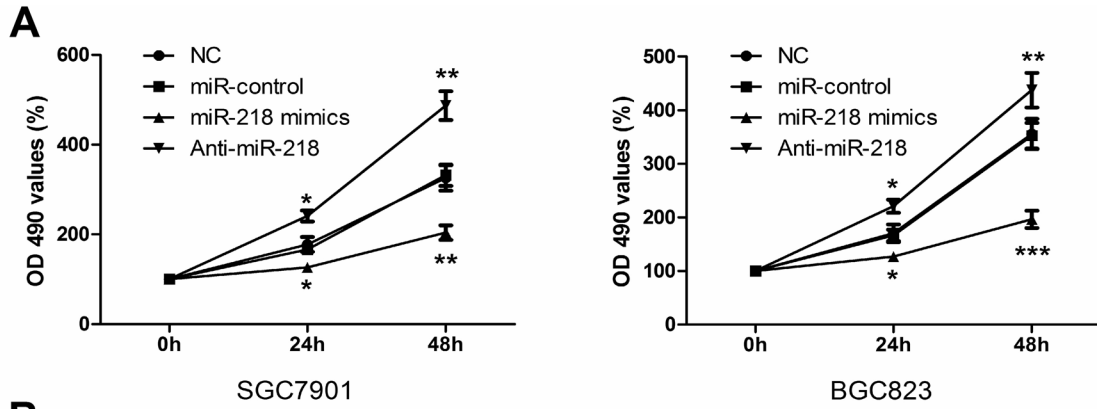 A
600
400
200
0
OD 490 values (%)
NC
miR-control
miR-218 mimics
Anti-miR-218
*
**
*
**
0h
24h
48h
SGC7901
500
400
300
200
100
0
OD 490 values (%)
NC
miR-control
miR-218 mimics
Anti-miR-218
*
**
*
***
0h
24h
48h
BGC823